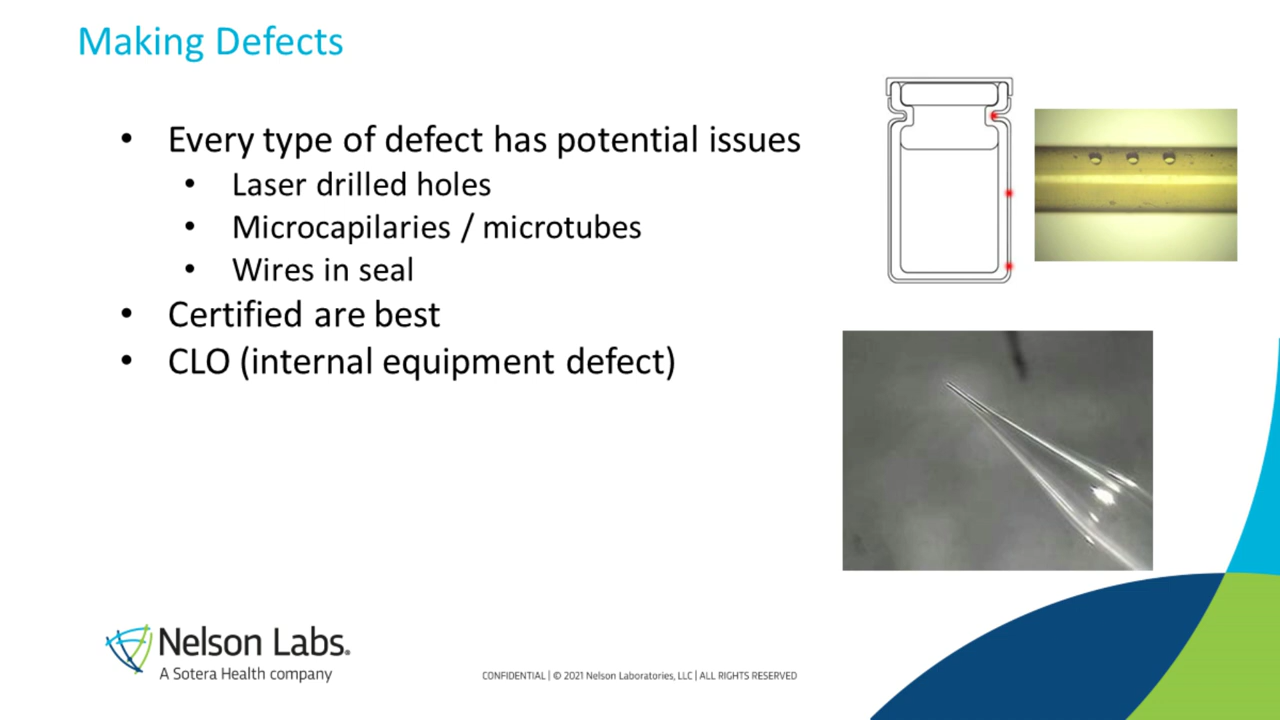 Making Defects
• Every type of defect has potential issues
• Laser drilled holes
• Microcapilaries / microtubes
• Wires in seal
• Certified are best
• CLO (internal equipment defect)
Nelson Labs.
A Sotera Health company
CONFIDENTIAL | © 2021 Nelson Laboratories, LLC | ALL RIGHTS RESERVED